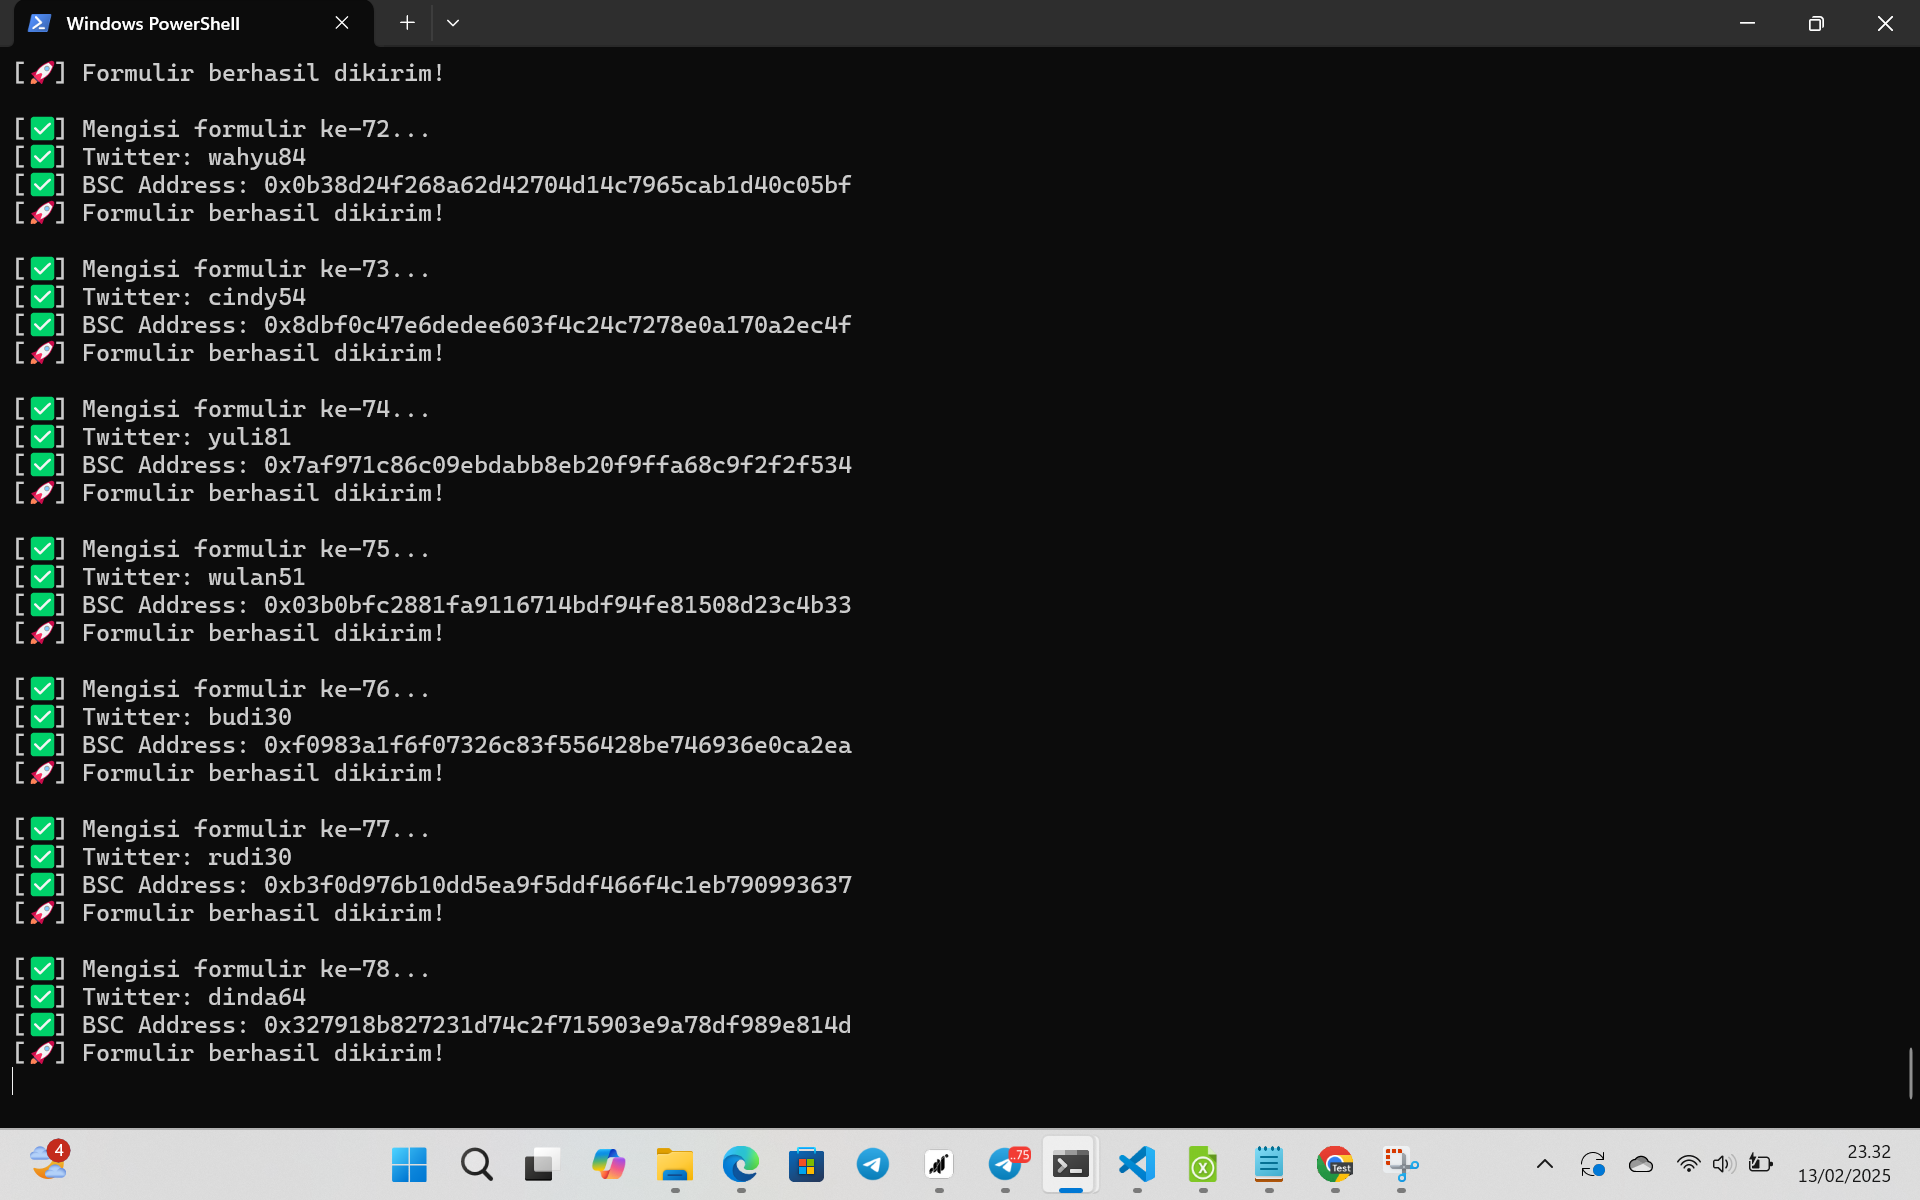 Windows PowerShell
[🚀] Formulir berhasil dikirim!
[✅] Mengisi formulir ke-72...
[✅] Twitter: wahyu84
[✅] BSC Address: 0x0b38d24f268a62d42704d14c7965cab1d40c05bf
[🚀] Formulir berhasil dikirim!
[✅] Mengisi formulir ke-73...
[✅] Twitter: cindy54
[✅] BSC Address: 0x8dbf0c47e6dedee603f4c24c7278e0a170a2ec4f
[🚀] Formulir berhasil dikirim!
[✅] Mengisi formulir ke-74...
[✅] Twitter: yuli81
[✅] BSC Address: 0x7af971c86c09ebdabb8eb20f9ffa68c9f2f2f534
[🚀] Formulir berhasil dikirim!
[✅] Mengisi formulir ke-75...
[✅] Twitter: wulan51
[✅] BSC Address: 0x03b0bfc2881fa9116714bdf94fe81508d23c4b33
[🚀] Formulir berhasil dikirim!
[✅] Mengisi formulir ke-76...
[✅] Twitter: budi30
[✅] BSC Address: 0xf0983a1f6f07326c83f556428be746936e0ca2ea
[🚀] Formulir berhasil dikirim!
[✅] Mengisi formulir ke-77...
[✅] Twitter: rudi30
[✅] BSC Address: 0xb3f0d976b10dd5ea9f5ddf466f4c1eb790993637
[🚀] Formulir berhasil dikirim!
[✅] Mengisi formulir ke-78...
[✅] Twitter: dinda64
[✅] BSC Address: 0x327918b827231d74c2f715903e9a78df989e814d
[🚀] Formulir berhasil dikirim!
4
..75
Test
23.32
13/02/2025